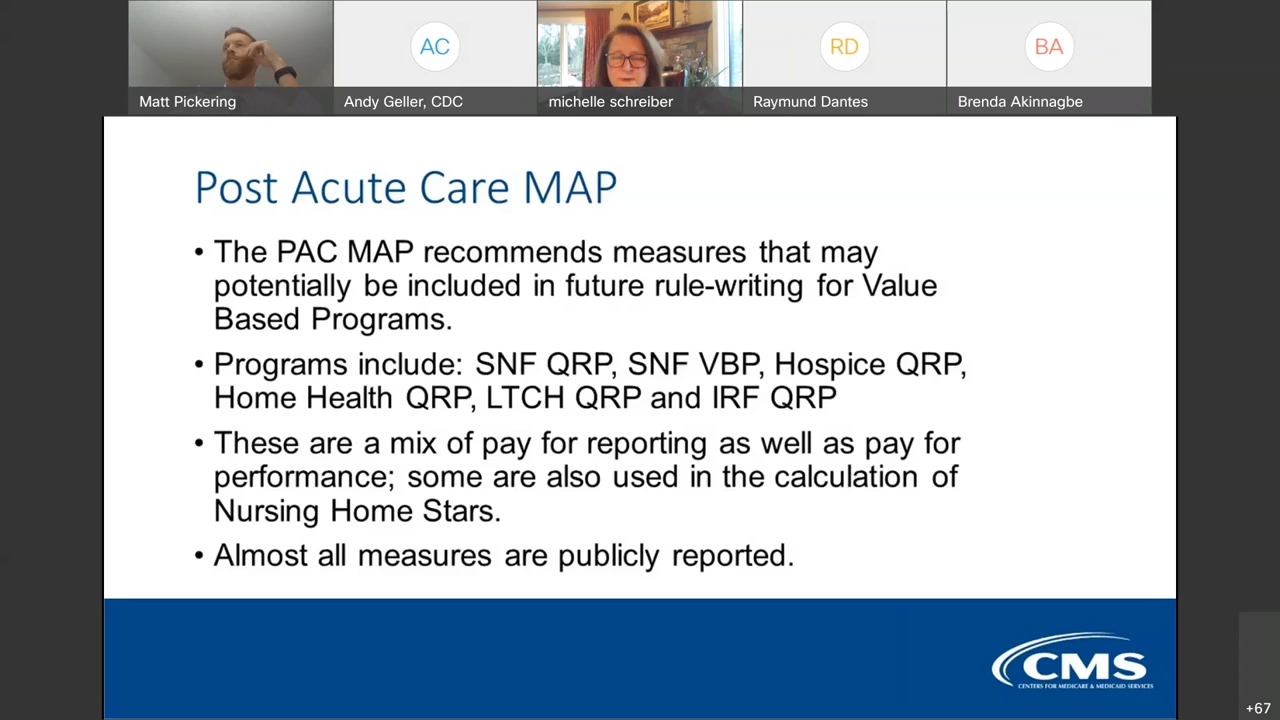 AC
RD
BA
Matt Pickering
Andy Geller, CDC
michelle schreiber
Raymund Dantes
Brenda Akinnagbe
Post Acute Care MAP
• The PAC MAP recommends measures that may
potentially be included in future rule-writing for Value
Based Programs.
• Programs include: SNF QRP, SNF VBP, Hospice QRP,
Home Health QRP, LTCH QRP and IRF QRP
• These are a mix of pay for reporting as well as pay for
performance; some are also used in the calculation of
Nursing Home Stars.
• Almost all measures are publicly reported.
CMS
CENTERS FOR MEDICARE & MEDICAID SERVICES
+67